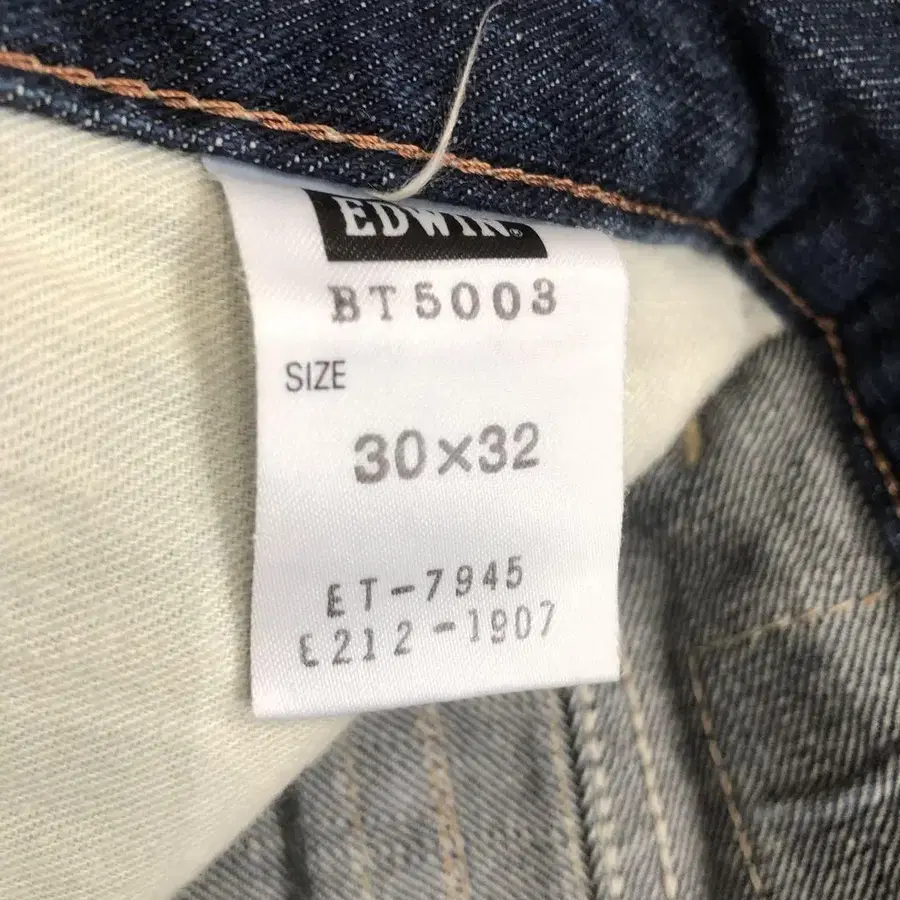 EDWIN®
BT5003
SIZE
30×32
ET-7945
E212-1907